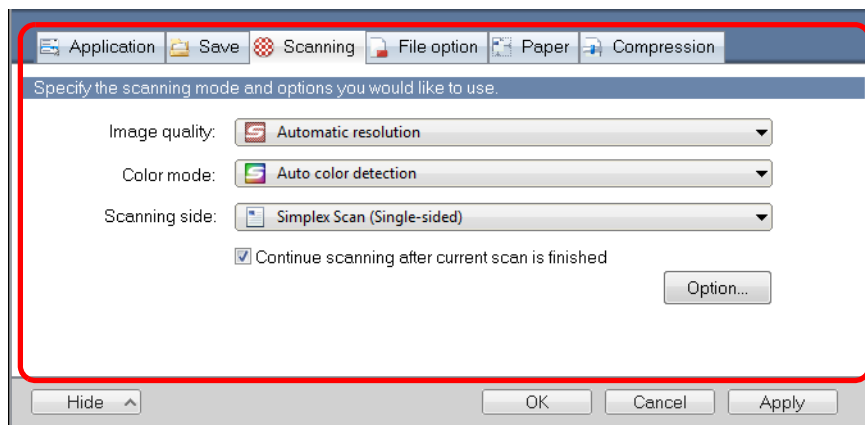 Application Save Scanning File option Paper Compression
Specify the scanning mode and options you would like to use.
Image quality: Automatic resolution
Color mode: Auto color detection
Scanning side: Simplex Scan (Single-sided)
Continue scanning after current scan is finished
Option...
Hide OK Cancel Apply